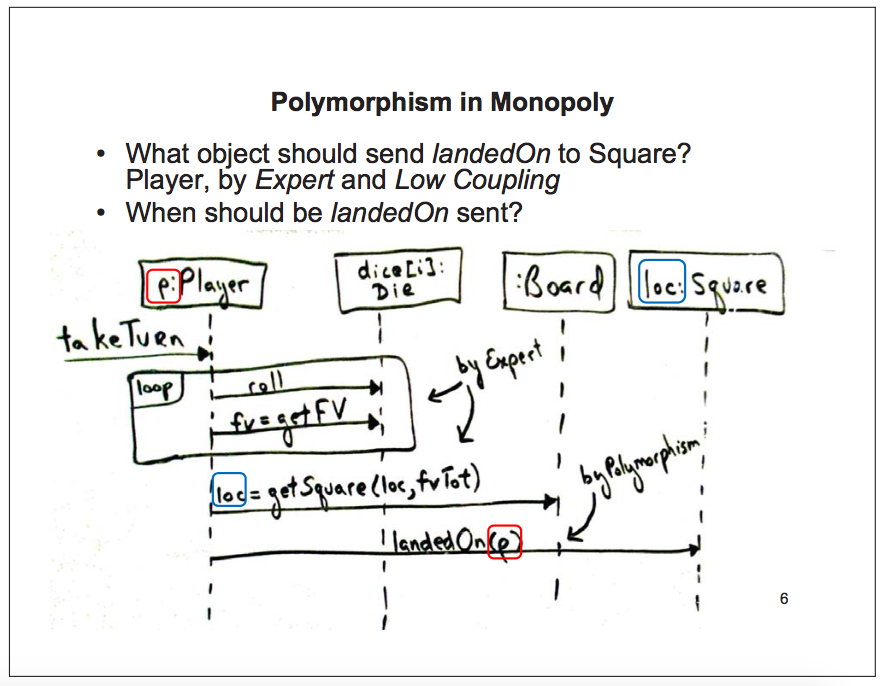 Polymorphism in Monopoly
• What object should send landedOn to Square?
Player, by Expert and Low Coupling
• When should be landedOn sent?
p:Player
dice[i]:
Die
:Board
loc: Square
takeTurn
by Expert
loop
roll
fv = getFV
by Polymorphism
loc = getSquare(loc, fvTot)
landedOn(p)
6